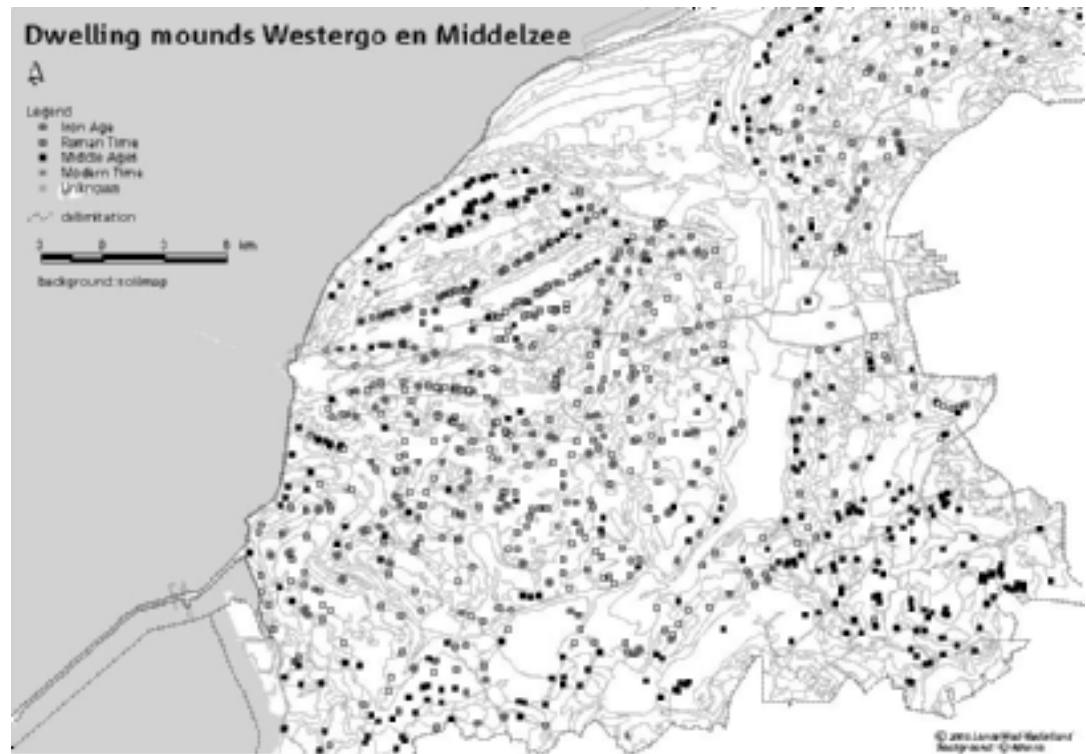 Dwelling mounds Westergo en Middelzee
Legend
Iron Age
Roman Time
Middle Ages
Modern Time
Unknown
delimitation
km
background: soilmap